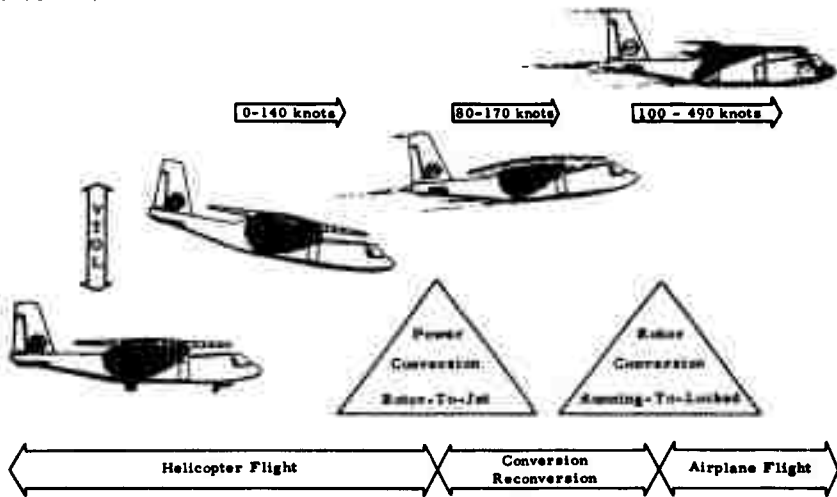 0-140 knots
80-170 knots
100 - 490 knots
VTOL
Power
Conversion
Rotor-To-Jet
Rotor
Conversion
Running-To-Locked
Helicopter Flight
Conversion
Reconversion
Airplane Flight